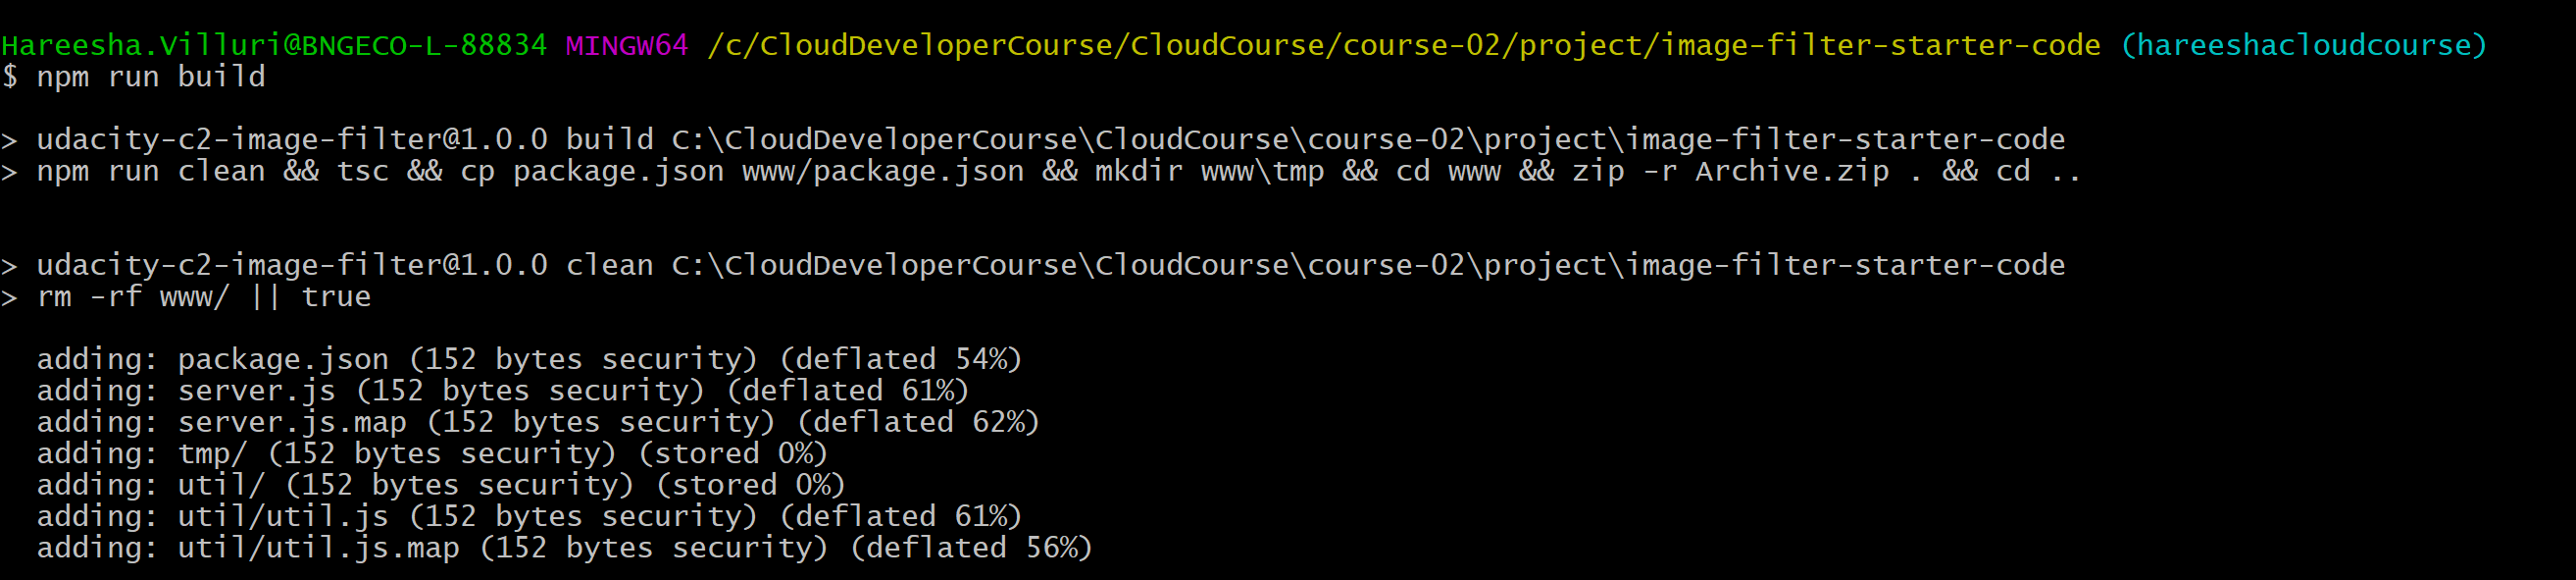 Hareesha.Villuri@BNGECO-L-88834 MINGW64 /c/CloudDeveloperCourse/CloudCourse/course-02/project/image-filter-starter-code (hareeshacloudcourse)
$ npm run build
> udacity-c2-image-filter@1.0.0 build C:\CloudDeveloperCourse\CloudCourse\course-02\project\image-filter-starter-code
> npm run clean && tsc && cp package.json www/package.json && mkdir www\tmp && cd www && zip -r Archive.zip . && cd ..
> udacity-c2-image-filter@1.0.0 clean C:\CloudDeveloperCourse\CloudCourse\course-02\project\image-filter-starter-code
> rm -rf www/ || true
  adding: package.json (152 bytes security) (deflated 54%)
  adding: server.js (152 bytes security) (deflated 61%)
  adding: server.js.map (152 bytes security) (deflated 62%)
  adding: tmp/ (152 bytes security) (stored 0%)
  adding: util/ (152 bytes security) (stored 0%)
  adding: util/util.js (152 bytes security) (deflated 61%)
  adding: util/util.js.map (152 bytes security) (deflated 56%)